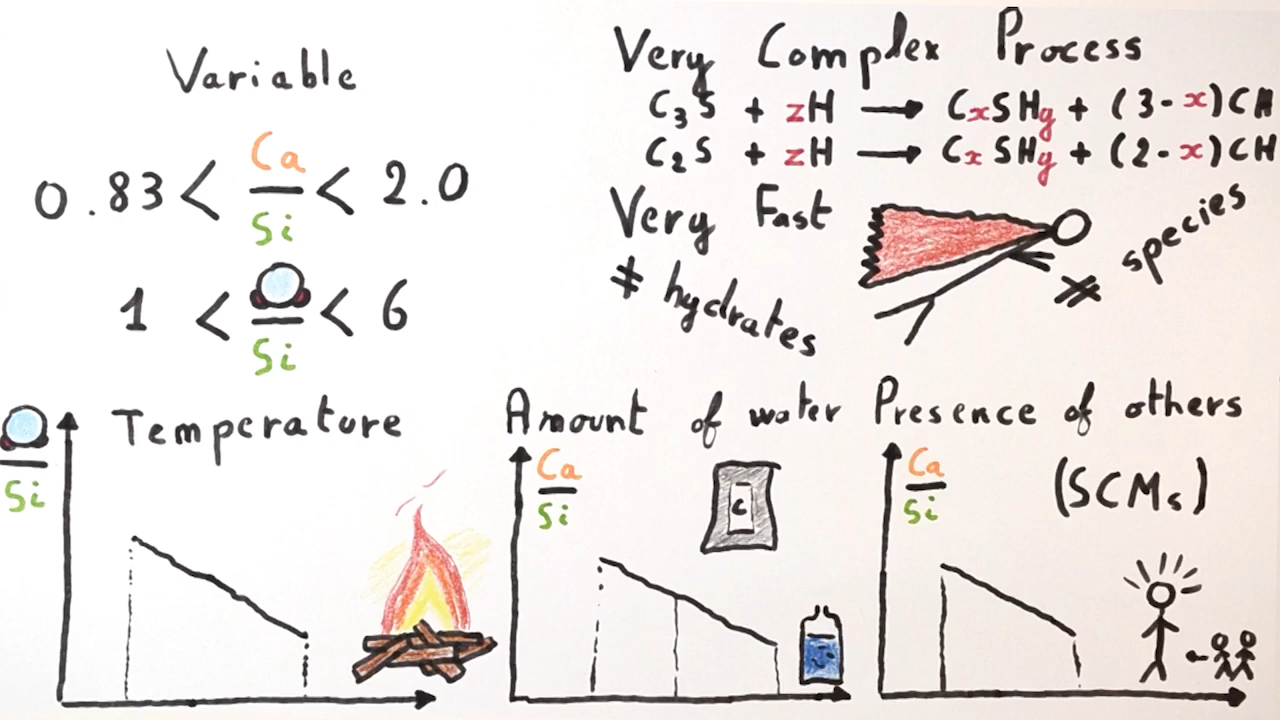 Variable
0.83 < Ca/Si < 2.0
1 < /Si < 6
Very Complex Process
C₃S + zH → CxSHy + (3-x)CH
C₂S + zH → CxSHy + (2-x)CH
Very Fast
≠ hydrates
≠ species
Temperature
Si
Amount of water
Ca
Si
C
Presence of others
(SCMs)
Ca
Si